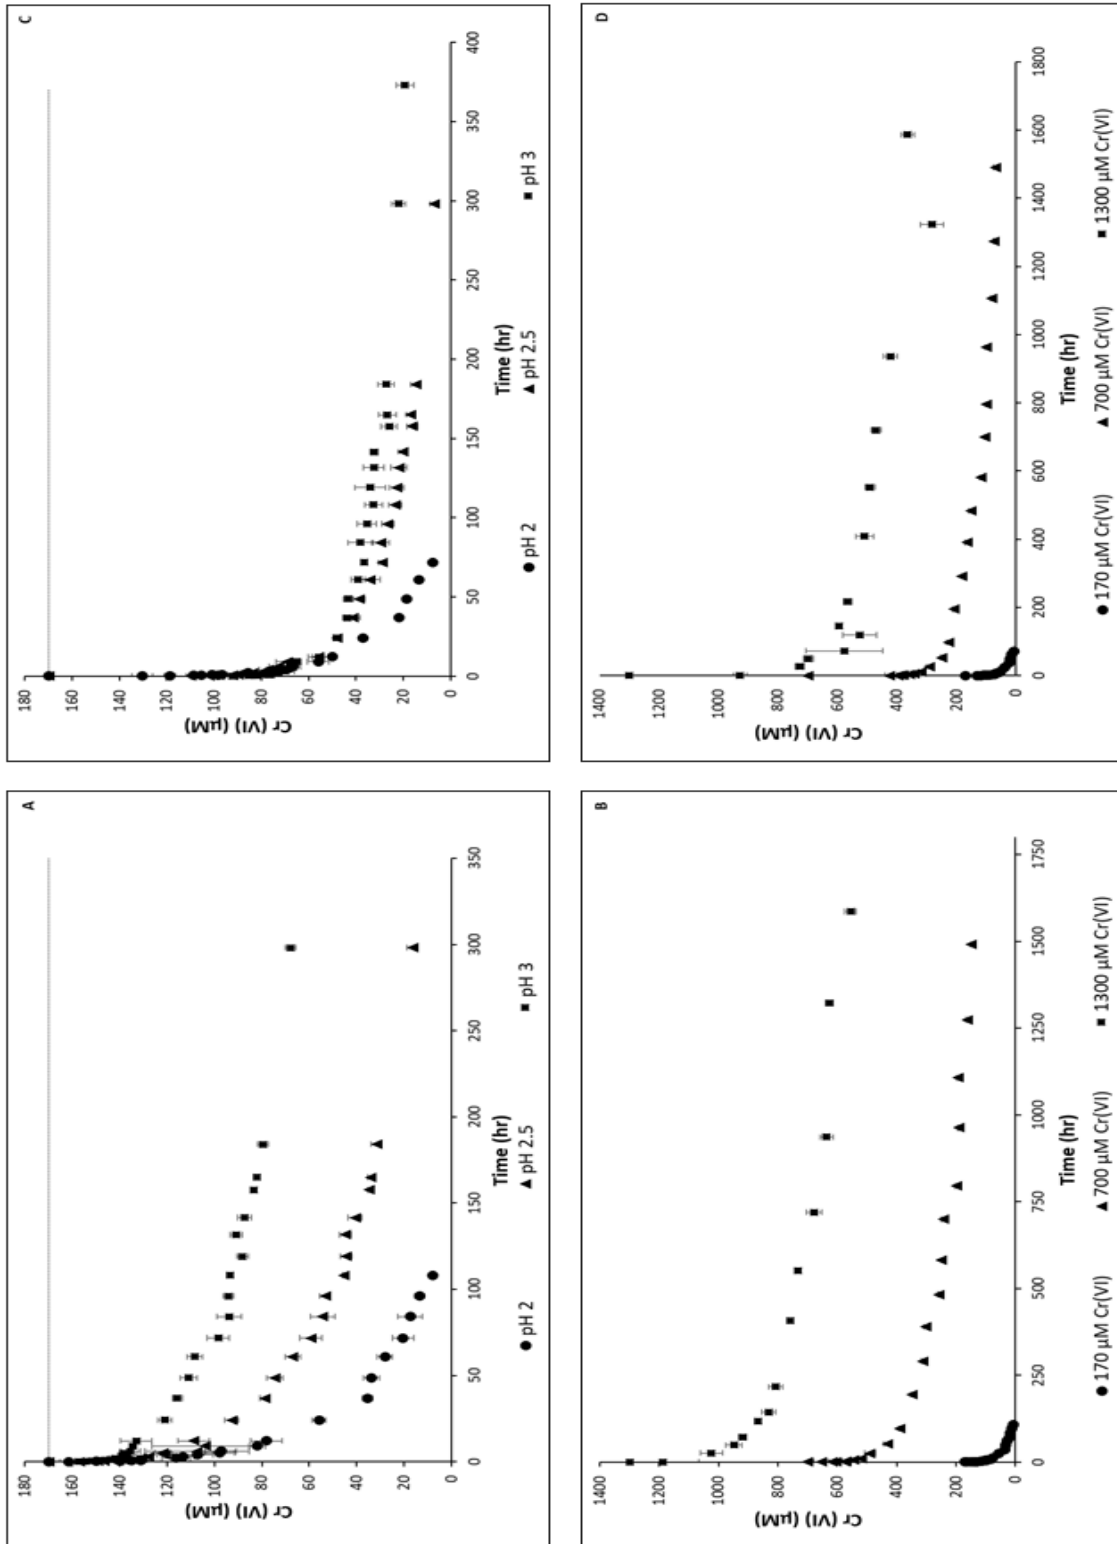 A
Cr (VI) (µM)
180
160
140
120
100
80
60
40
20
0
0 50 100 150 200 250 300 350
Time (hr)
pH 2 pH 2.5 pH 3
C
Cr (VI) (µM)
180
160
140
120
100
80
60
40
20
0
0 50 100 150 200 250 300 350 400
Time (hr)
pH 2 pH 2.5 pH 3
B
Cr (VI) (µM)
1400
1200
1000
800
600
400
200
0
0 250 500 750 1000 1250 1500 1750
Time (hr)
170 µM Cr(VI) 700 µM Cr(VI) 1300 µM Cr(VI)
D
Cr (VI) (µM)
1400
1200
1000
800
600
400
200
0
0 200 400 600 800 1000 1200 1400 1600 1800
Time (hr)
170 µM Cr(VI) 700 µM Cr(VI) 1300 µM Cr(VI)